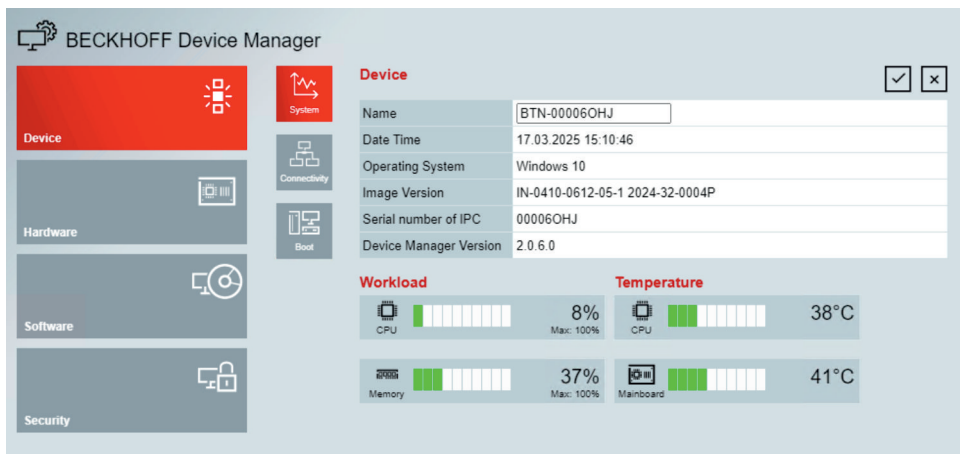 BECKHOFF Device Manager
Device
Hardware
Software
Security
System
Connectivity
Boot
Device
Name BTN-00006OHJ
Date Time 17.03.2025 15:10:46
Operating System Windows 10
Image Version IN-0410-0612-05-1 2024-32-0004P
Serial number of IPC 00006OHJ
Device Manager Version 2.0.6.0
Workload
CPU 8%
Max: 100%
Memory 37%
Max: 100%
Temperature
CPU 38°C
Mainboard 41°C